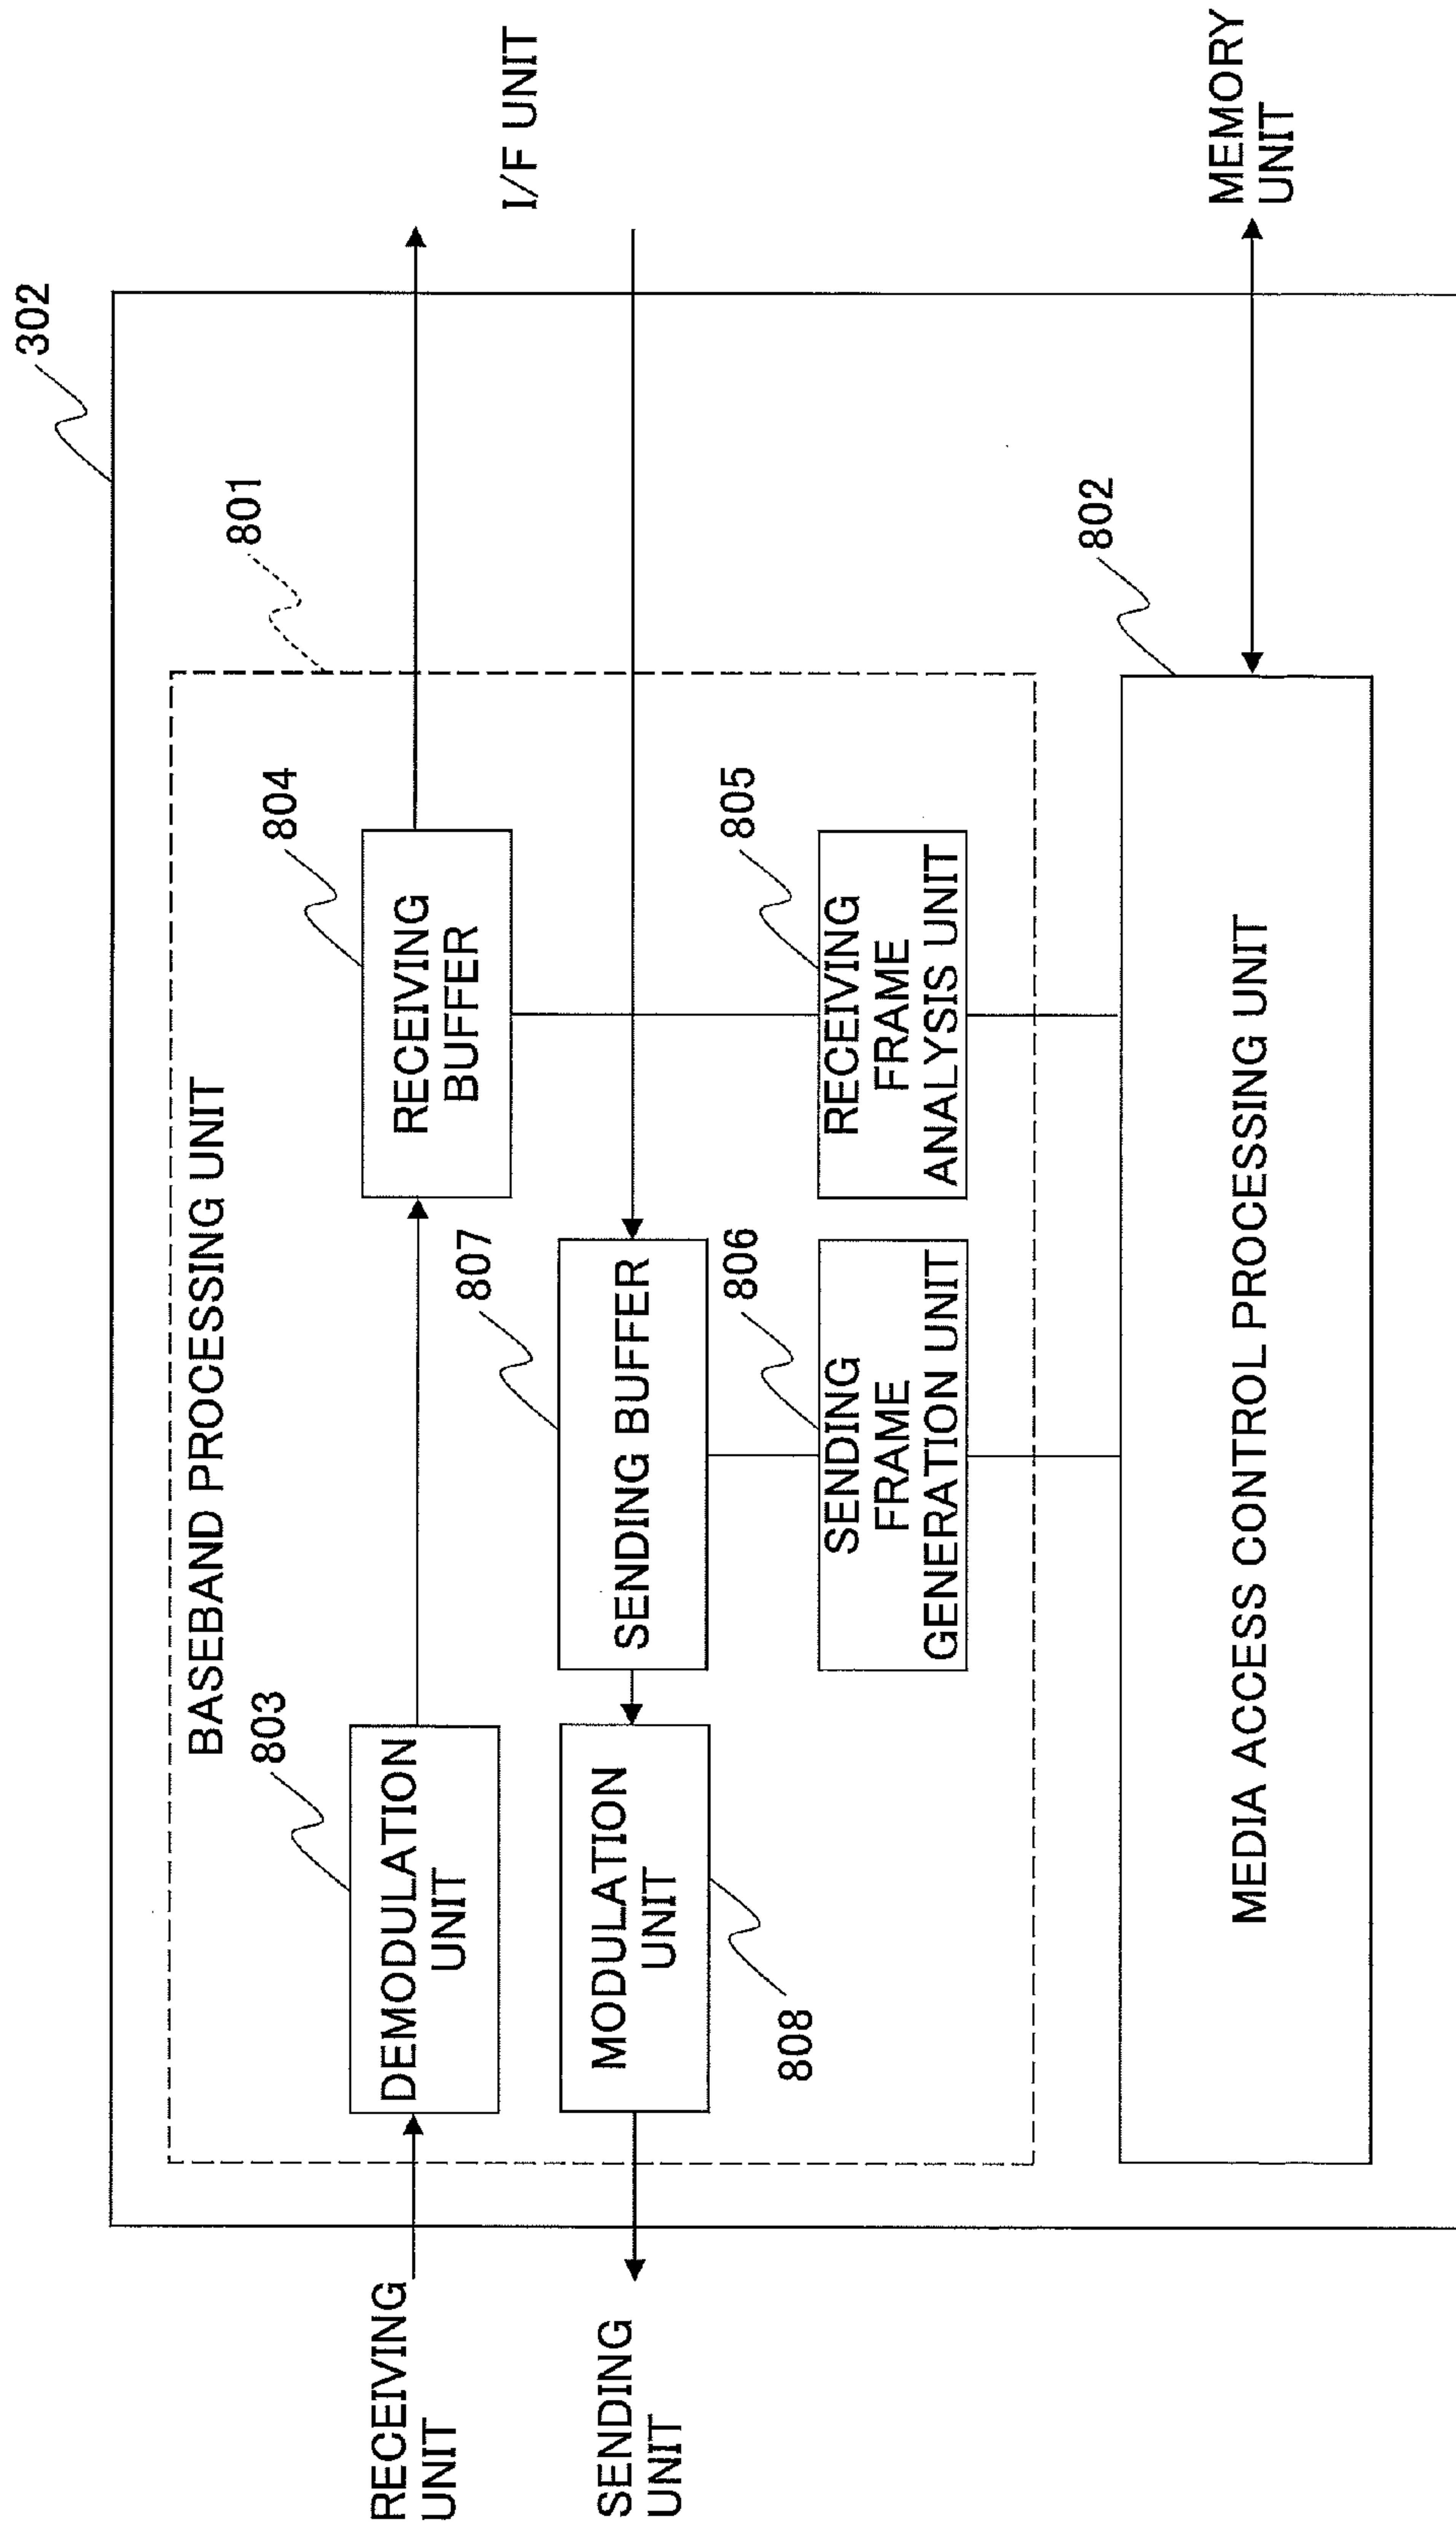 302
801
BASEBAND PROCESSING UNIT
803
804
RECEIVING
UNIT
DEMODULATION
UNIT
RECEIVING
BUFFER
I/F UNIT
807
SENDING
UNIT
MODULATION
UNIT
SENDING BUFFER
808
806
805
SENDING
FRAME
GENERATION UNIT
RECEIVING
FRAME
ANALYSIS UNIT
802
MEDIA ACCESS CONTROL PROCESSING UNIT
MEMORY
UNIT